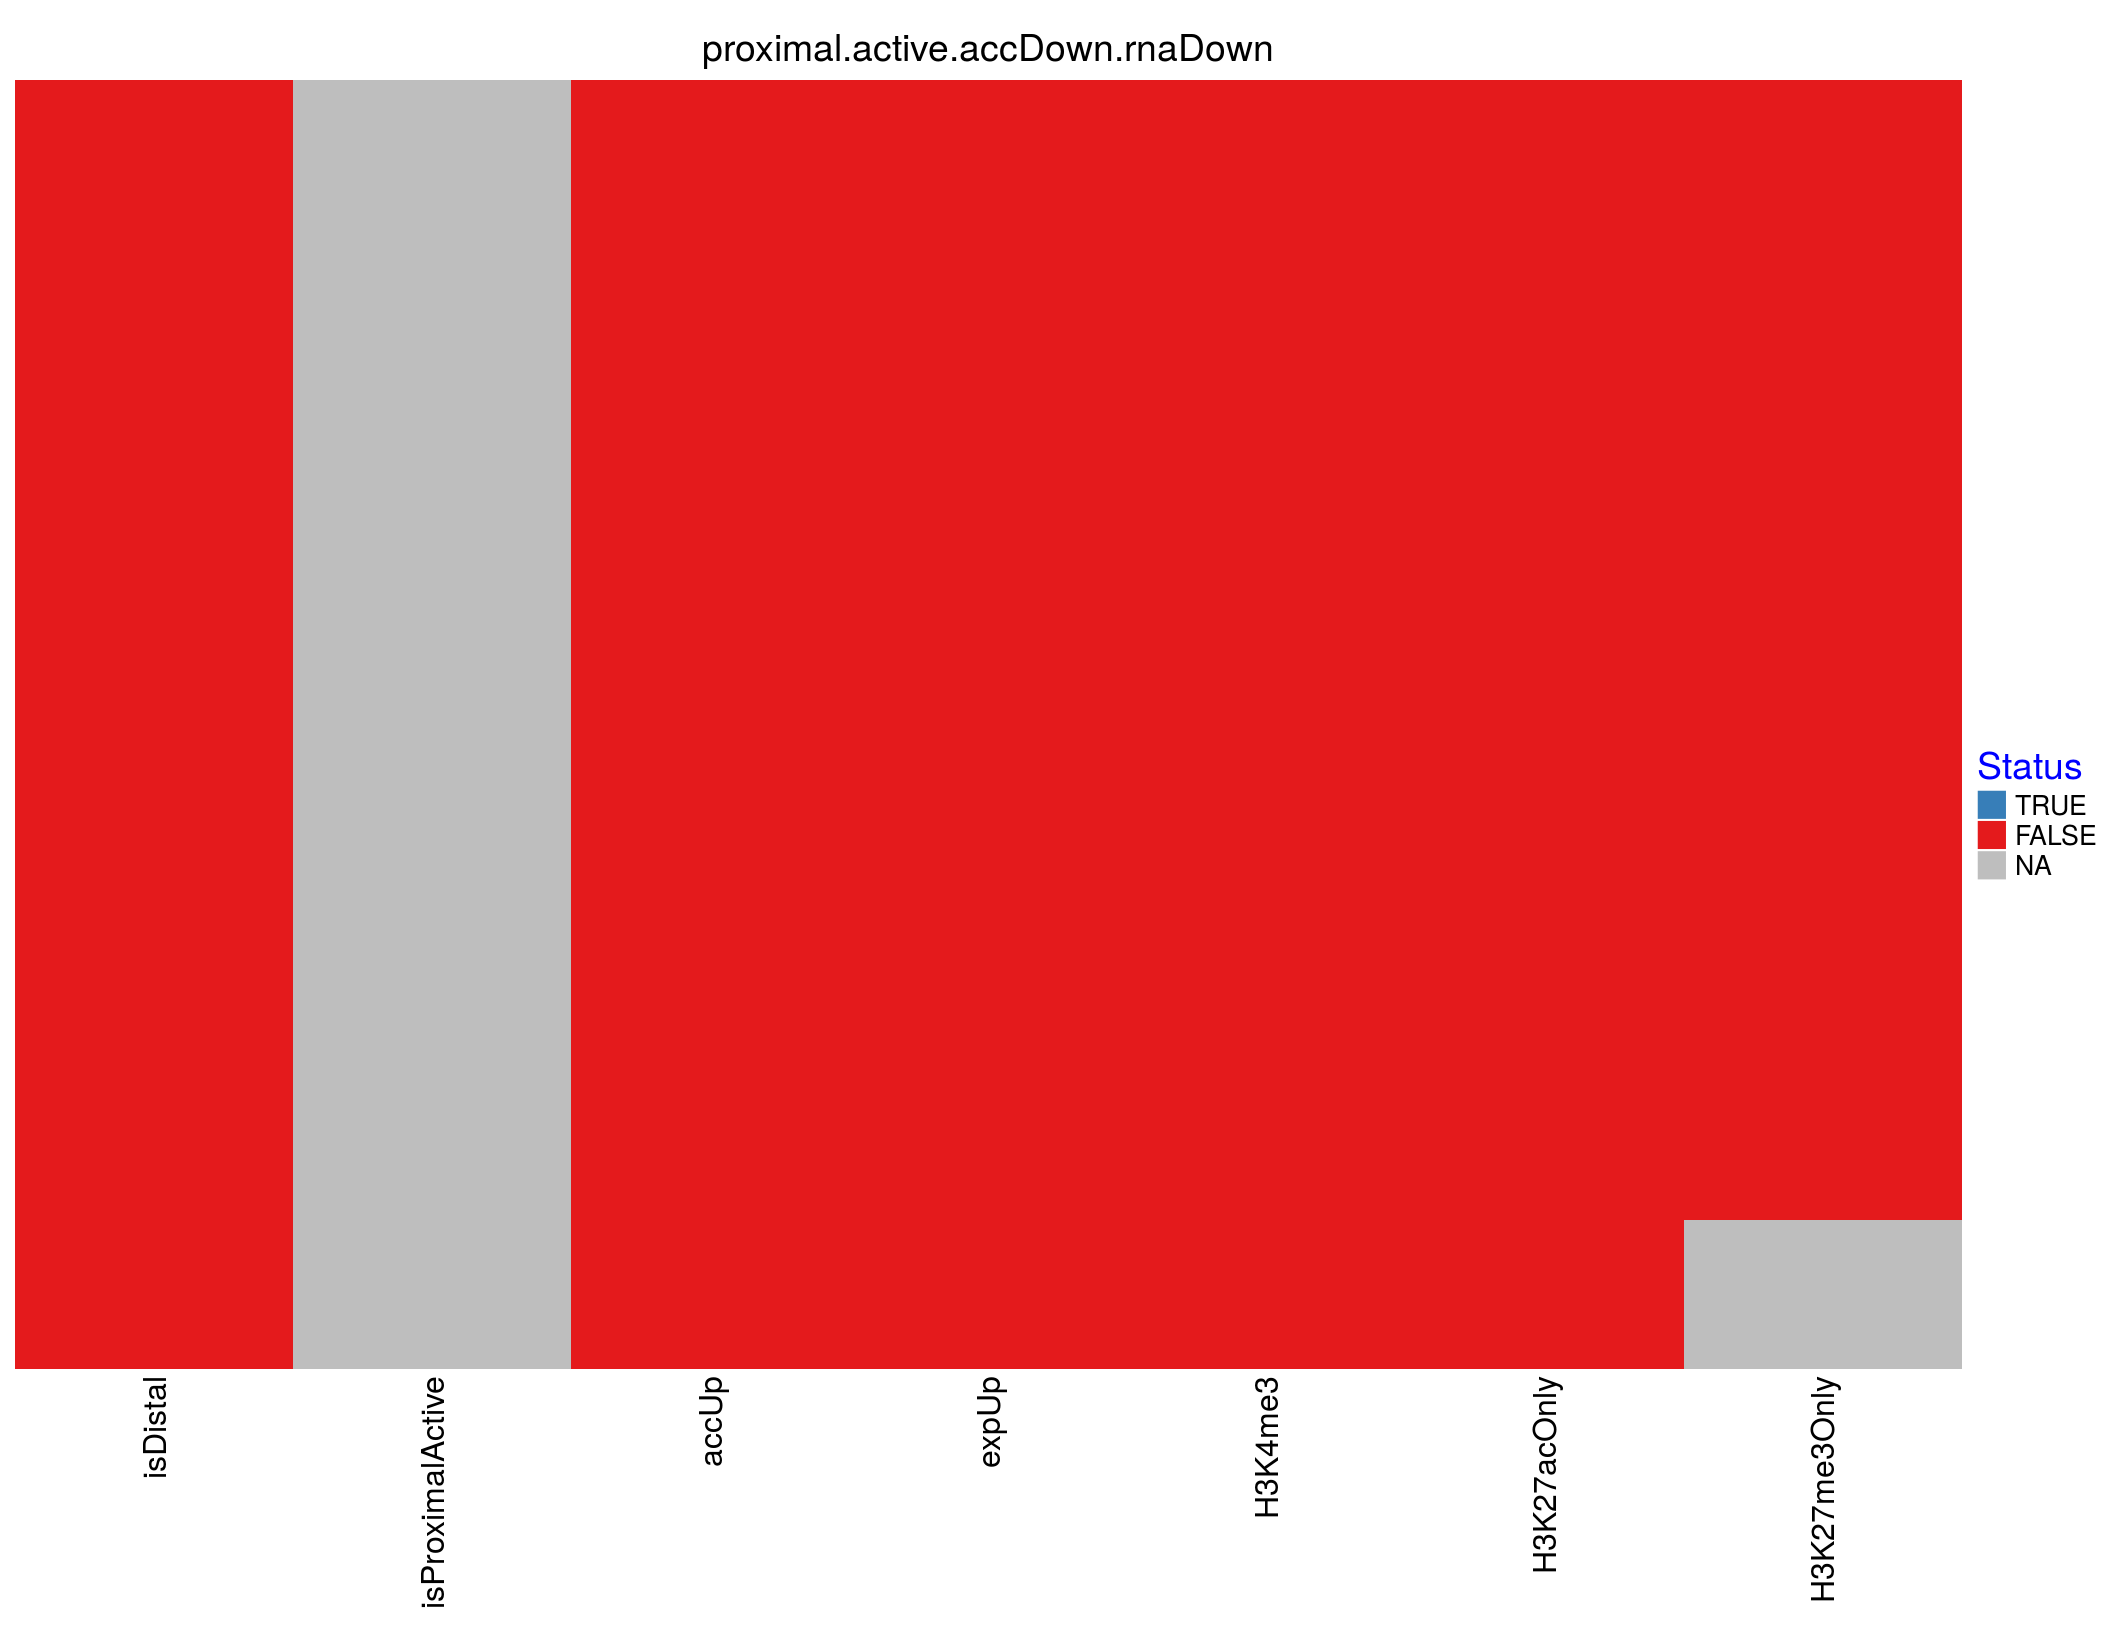 proximal.active.accDown.rnaDown
Status
TRUE
FALSE
NA
isDistal
isProximalActive
accUp
expUp
H3K4me3
H3K27acOnly
H3K27me3Only